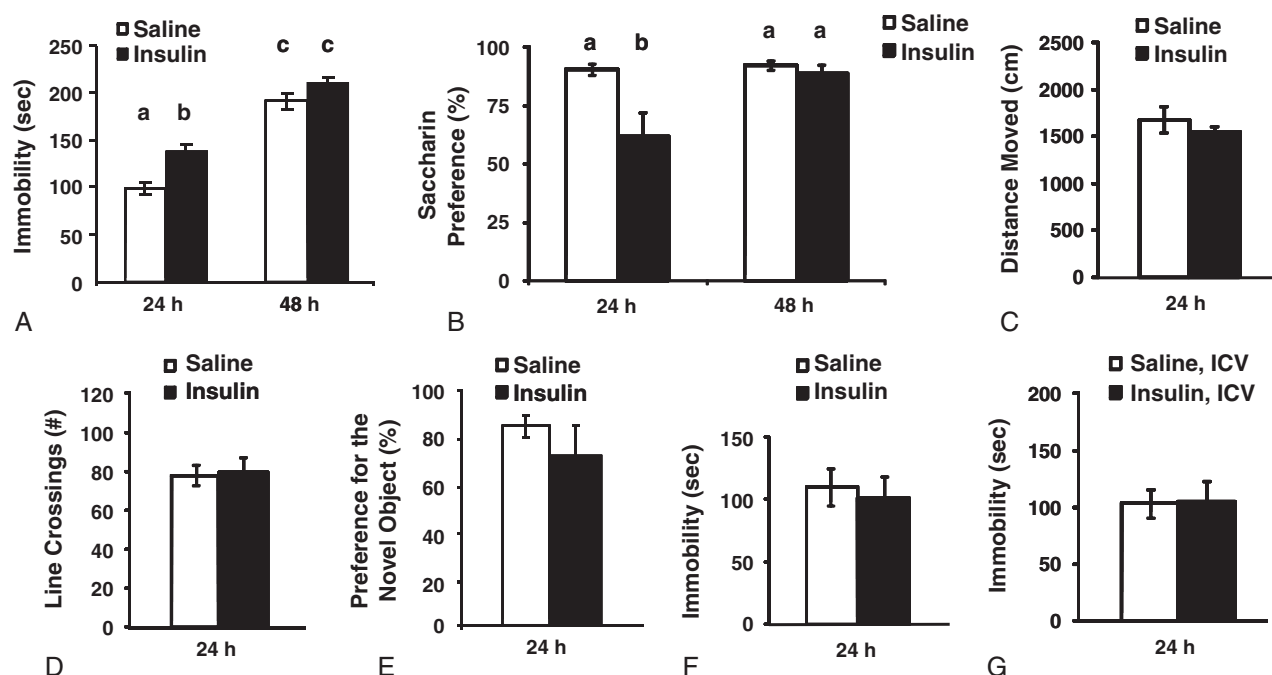 Saline
Insulin
Immobility (sec)
250
200
150
100
50
0
a b c c
24 h 48 h
A
Saline
Insulin
Saccharin
Preference (%)
100
75
50
25
0
a b a a
24 h 48 h
B
Saline
Insulin
Distance Moved (cm)
2500
2000
1500
1000
500
0
24 h
C
Saline
Insulin
Line Crossings (#)
120
100
80
60
40
20
0
24 h
D
Saline
Insulin
Preference for the
Novel Object (%)
100
80
60
40
20
0
24 h
E
Saline
Insulin
Immobility (sec)
150
100
50
0
24 h
F
Saline, ICV
Insulin, ICV
Immobility (sec)
200
150
100
50
0
24 h
G